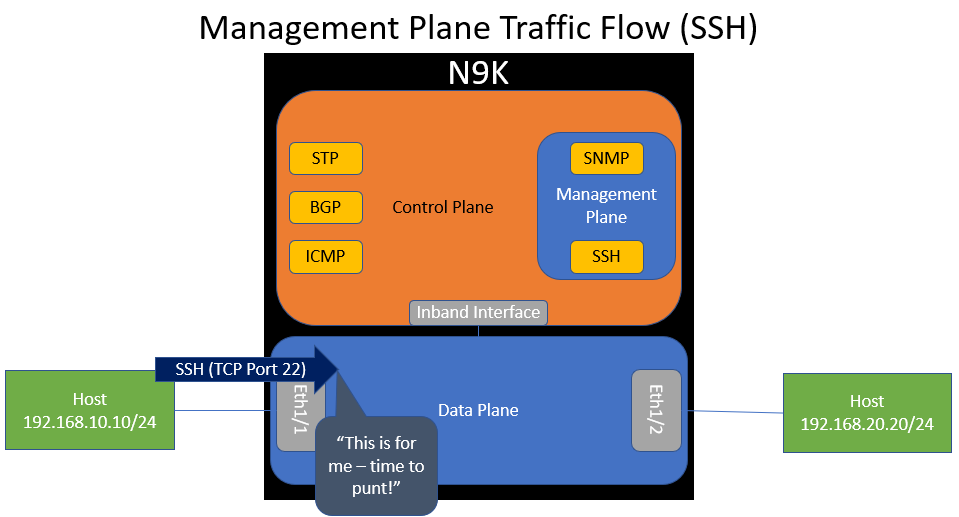 Management Plane Traffic Flow (SSH)
N9K
STP
BGP
ICMP
Control Plane
SNMP
Management
Plane
SSH
Inband Interface
SSH (TCP Port 22)
Host
192.168.10.10/24
Eth1/1
Data Plane
Eth1/2
Host
192.168.20.20/24
“This is for
me – time to
punt!”